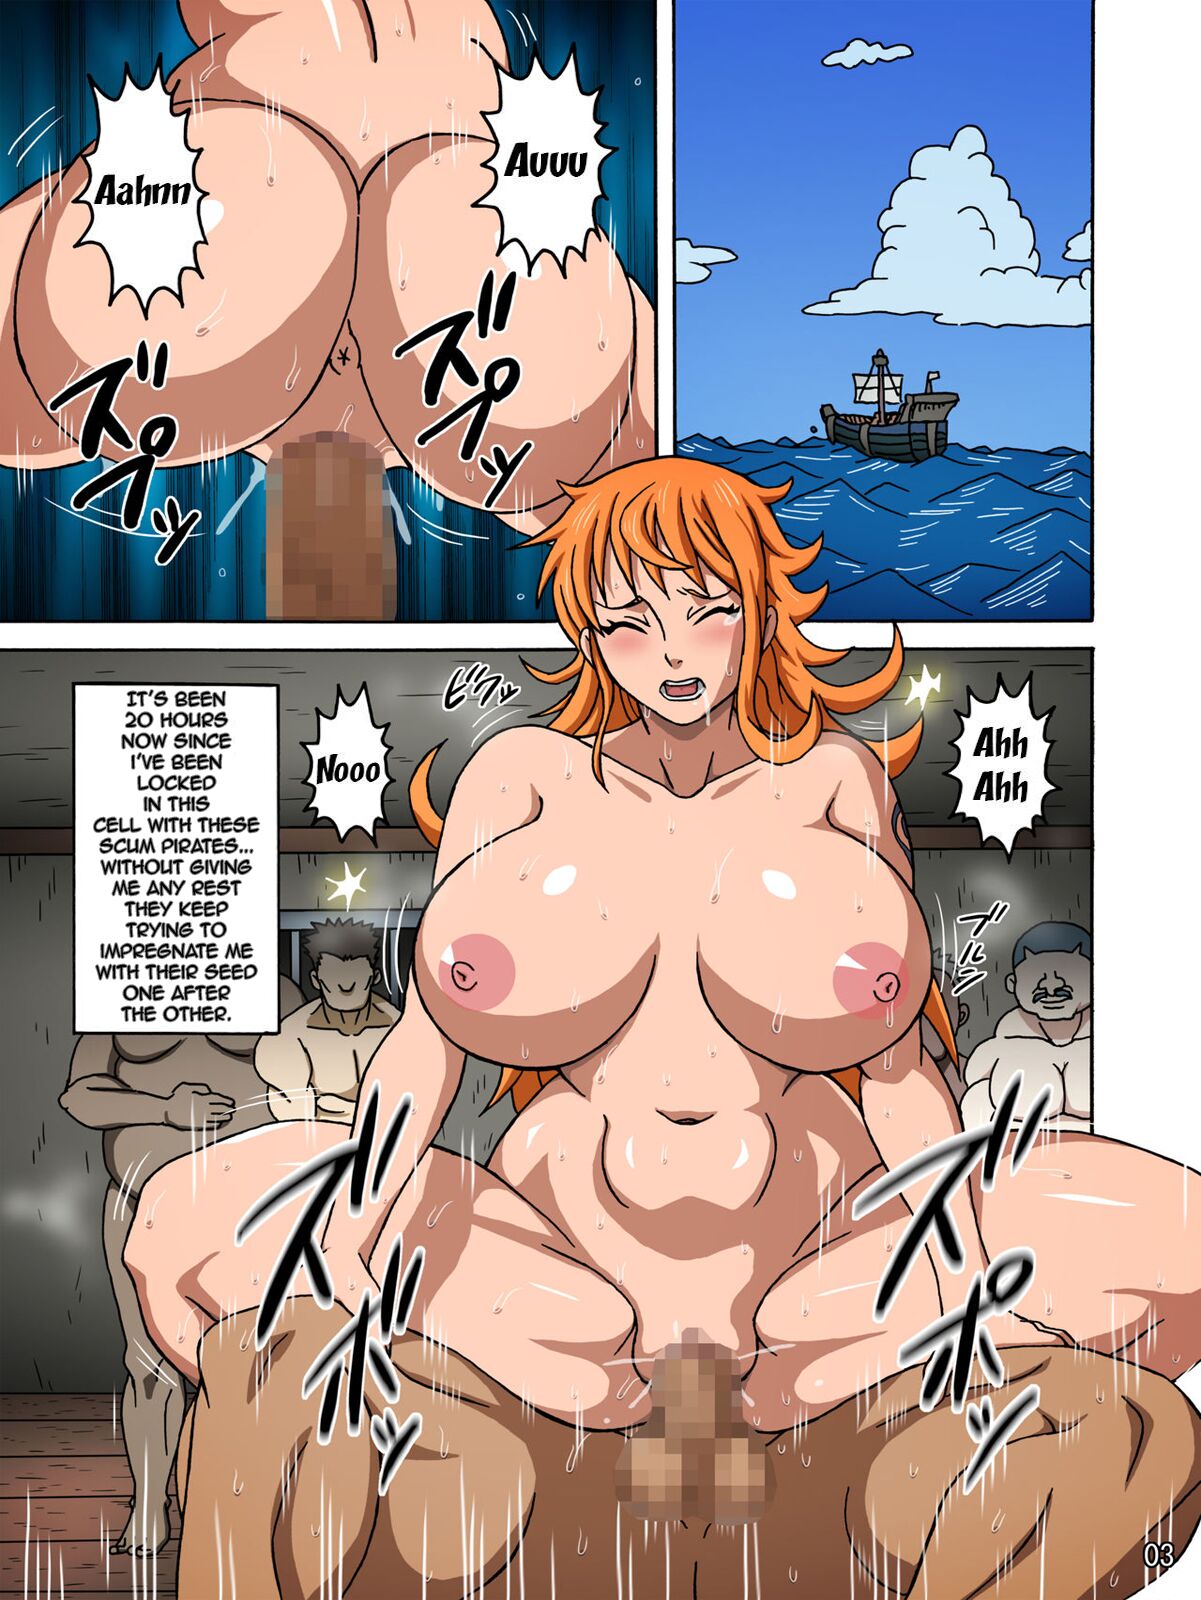 Auuu
Aahnn
ズ
プ
ッ
ズ
プ
ッ
IT'S BEEN
20 HOURS
NOW SINCE
I'VE BEEN
LOCKED
IN THIS
CELL WITH THESE
SCUM PIRATES...
WITHOUT GIVING
ME ANY REST
THEY KEEP
TRYING TO
IMPREGNATE ME
WITH THEIR SEED
ONE AFTER
THE OTHER.
Nooo
ビクッ
Ahh
Ahh
ブルン
ズ
ボ
ッ
ズ
ポ
ッ
03